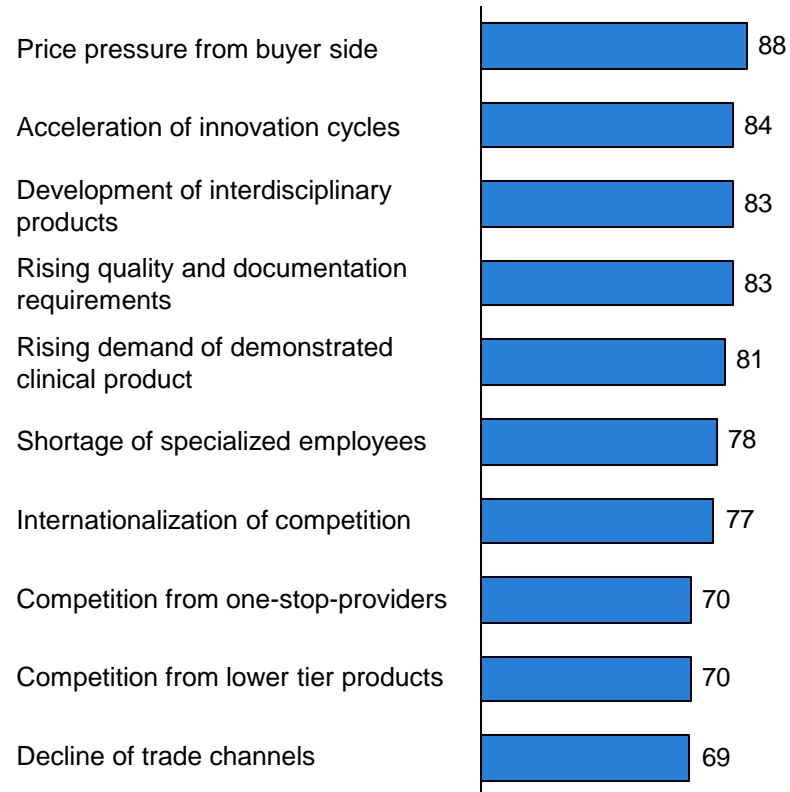 Price pressure from buyer side 88
Acceleration of innovation cycles 84
Development of interdisciplinary
products 83
Rising quality and documentation
requirements 83
Rising demand of demonstrated
clinical product 81
Shortage of specialized employees 78
Internationalization of competition 77
Competition from one-stop-providers 70
Competition from lower tier products 70
Decline of trade channels 69